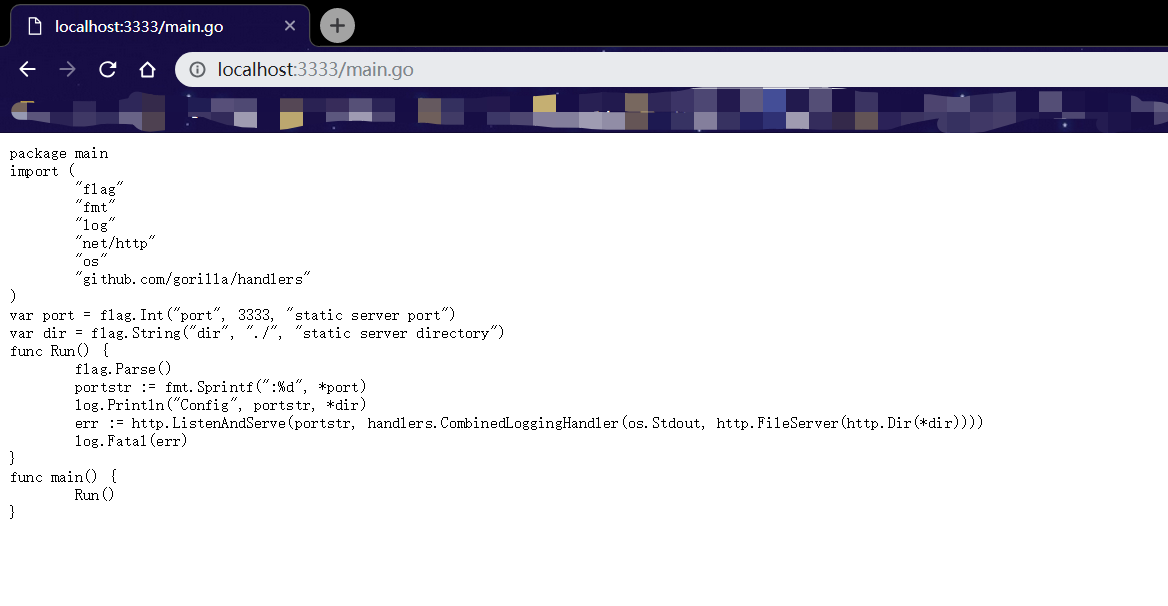 localhost:3333/main.go
localhost:3333/main.go
package main
import (
	"flag"
	"fmt"
	"log"
	"net/http"
	"os"
	"github.com/gorilla/handlers"
)
var port = flag.Int("port", 3333, "static server port")
var dir = flag.String("dir", "./", "static server directory")
func Run() {
	flag.Parse()
	portstr := fmt.Sprintf(":%d", *port)
	log.Println("Config", portstr, *dir)
	err := http.ListenAndServe(portstr, handlers.CombinedLoggingHandler(os.Stdout, http.FileServer(http.Dir(*dir))))
	log.Fatal(err)
}
func main() {
	Run()
}